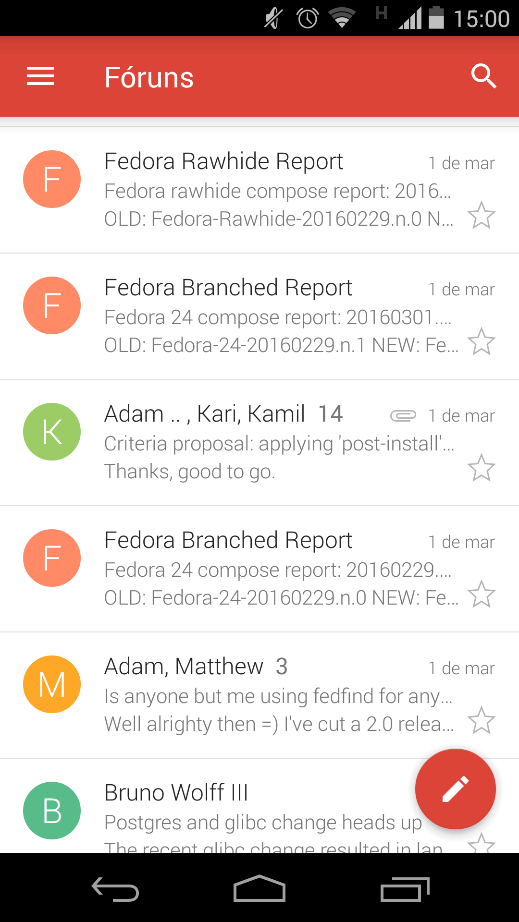 H 15:00
Fóruns
F Fedora Rawhide Report 1 de mar
Fedora rawhide compose report: 2016...
OLD: Fedora-Rawhide-20160229.n.0 N...
F Fedora Branched Report 1 de mar
Fedora 24 compose report: 20160301....
OLD: Fedora-24-20160229.n.1 NEW: Fe...
K Adam .. , Kari, Kamil 14 1 de mar
Criteria proposal: applying 'post-install'...
Thanks, good to go.
F Fedora Branched Report 1 de mar
Fedora 24 compose report: 20160229....
OLD: Fedora-24-20160229.n.0 NEW: Fe...
M Adam, Matthew 3 1 de mar
Is anyone but me using fedfind for any...
Well alrighty then =) I've cut a 2.0 relea...
B Bruno Wolff III
Postgres and glibc change heads up
The recent glibc change resulted in lan